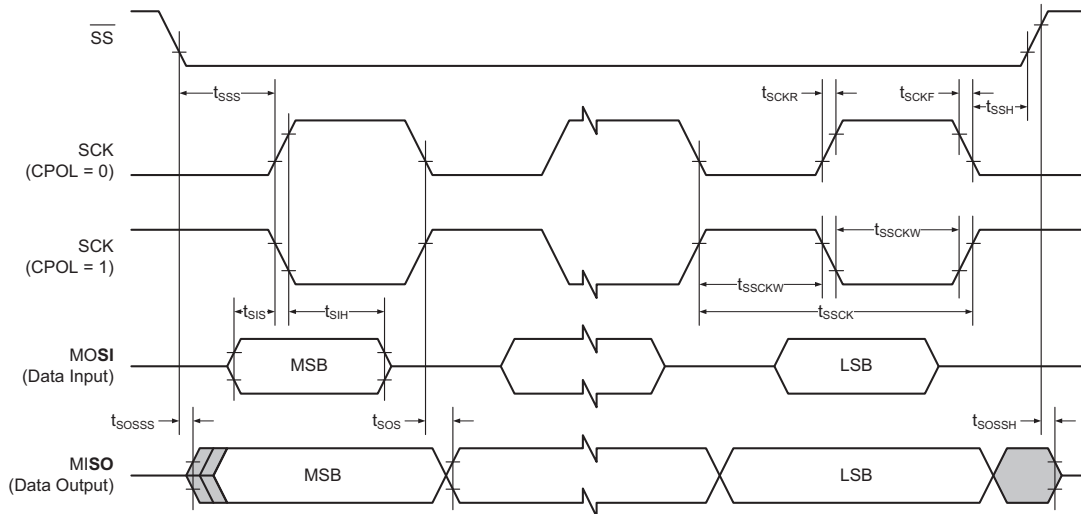 SS
tSSS
tSCKR
tSCKF
tSSH
SCK
(CPOL = 0)
SCK
(CPOL = 1)
tSSCKW
tSSCKW
tSIS
tSIH
tSSCK
MOSI
(Data Input)
MSB
LSB
tSOSSS
tSOS
tSOSSH
MISO
(Data Output)
MSB
LSB